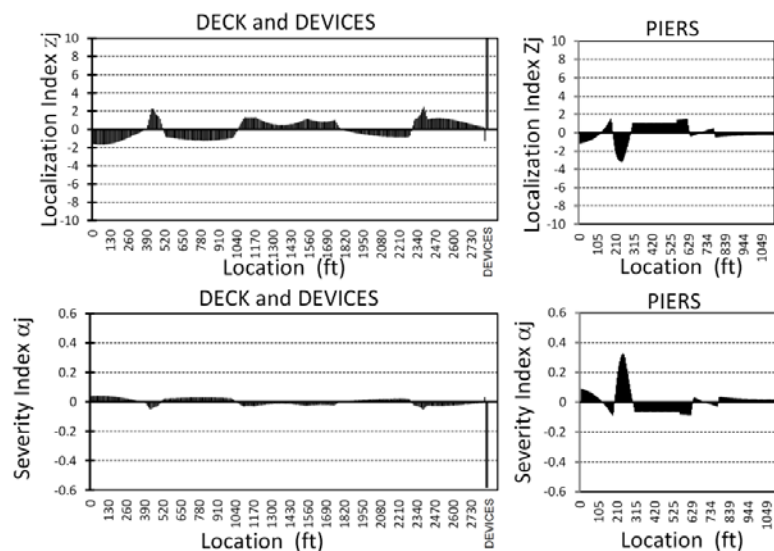 DECK and DEVICES
Localization Index Zj
10
8
6
4
2
0
-2
-4
-6
-8
-10
0 130 260 390 520 650 780 910 1040 1170 1300 1430 1560 1690 1820 1950 2080 2210 2340 2470 2600 2730 DEVICES
Location (ft)
PIERS
Localization Index Zj
10
8
6
4
2
0
-2
-4
-6
-8
-10
0 105 210 315 420 525 629 734 839 944 1049
Location (ft)
DECK and DEVICES
Severity Index αj
0.6
0.4
0.2
0
-0.2
-0.4
-0.6
0 130 260 390 520 650 780 910 1040 1170 1300 1430 1560 1690 1820 1950 2080 2210 2340 2470 2600 2730 DEVICES
Location (ft)
PIERS
Severity Index αj
0.6
0.4
0.2
0
-0.2
-0.4
-0.6
0 105 210 315 420 525 629 734 839 944 1049
Location (ft)